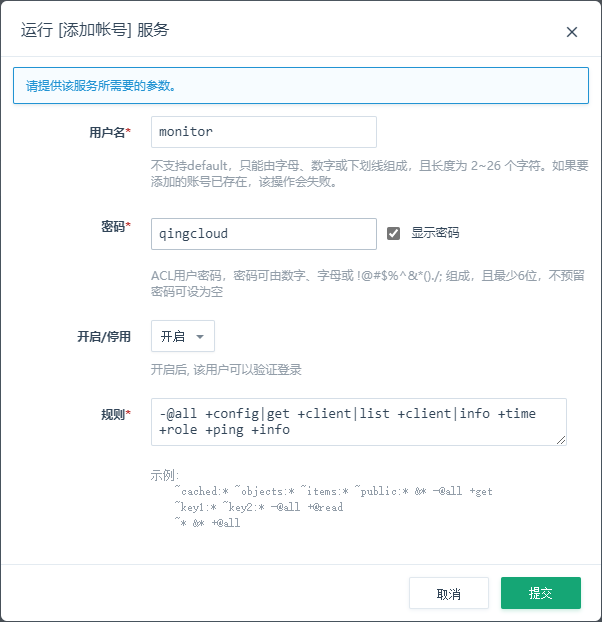 运行 [添加帐号] 服务
请提供该服务所需要的参数。
用户名* monitor
不支持default，只能由字母、数字或下划线组成，且长度为 2~26 个字符。如果要
添加的账号已存在，该操作会失败。
密码* qingcloud 显示密码
ACL用户密码，密码可由数字、字母或 !@#$%^&*()./; 组成，且最少6位，不预留
密码可设为空
开启/停用 开启
开启后, 该用户可以验证登录
规则* -@all +config|get +client|list +client|info +time
+role +ping +info
示例:
~cached:* ~objects:* ~items:* ~public:* &* -@all +get
~key1:* ~key2:* -@all +@read
~* &* +@all
取消 提交